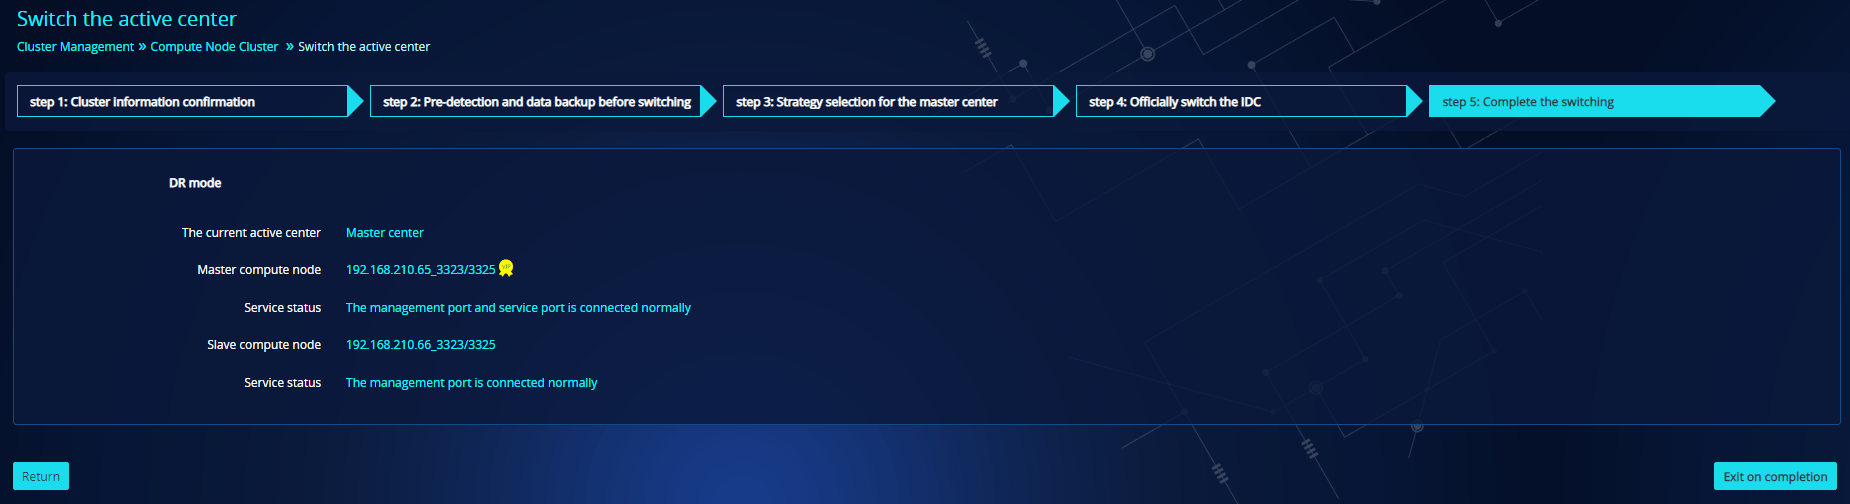 Switch the active center
Cluster Management » Compute Node Cluster » Switch the active center
step 1: Cluster information confirmation
step 2: Pre-detection and data backup before switching
step 3: Strategy selection for the master center
step 4: Officially switch the IDC
step 5: Complete the switching
DR mode
The current active center Master center
Master compute node 192.168.210.65_3323/3325
Service status The management port and service port is connected normally
Slave compute node 192.168.210.66_3323/3325
Service status The management port is connected normally
Return
Exit on completion